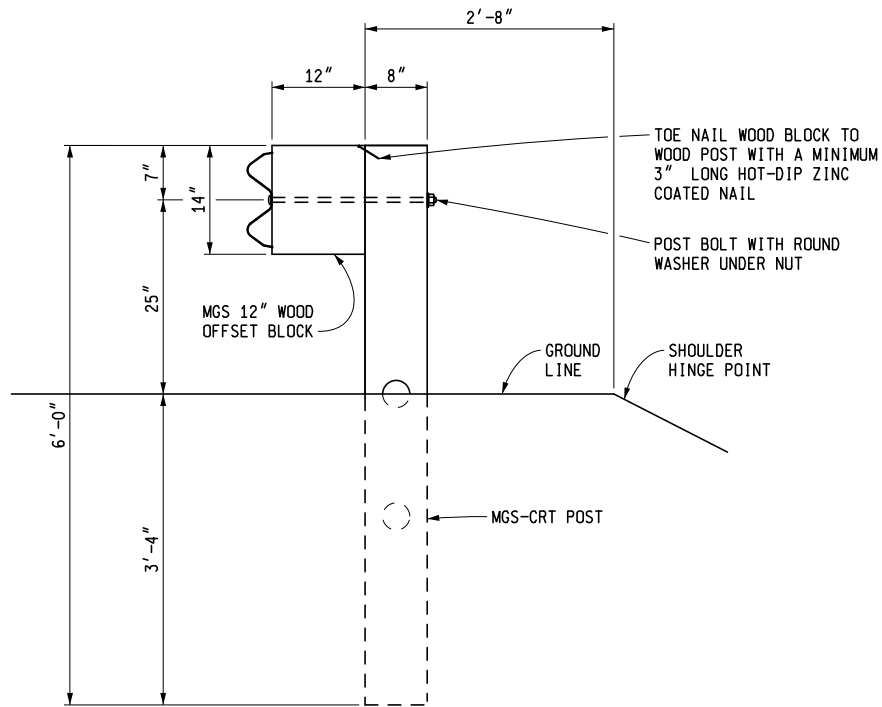 2'-8"
12"
8"
TOE NAIL WOOD BLOCK TO
WOOD POST WITH A MINIMUM
3" LONG HOT-DIP ZINC
COATED NAIL
7"
14"
POST BOLT WITH ROUND
WASHER UNDER NUT
25"
MGS 12" WOOD
OFFSET BLOCK
GROUND
LINE
SHOULDER
HINGE POINT
6'-0"
3'-4"
MGS-CRT POST